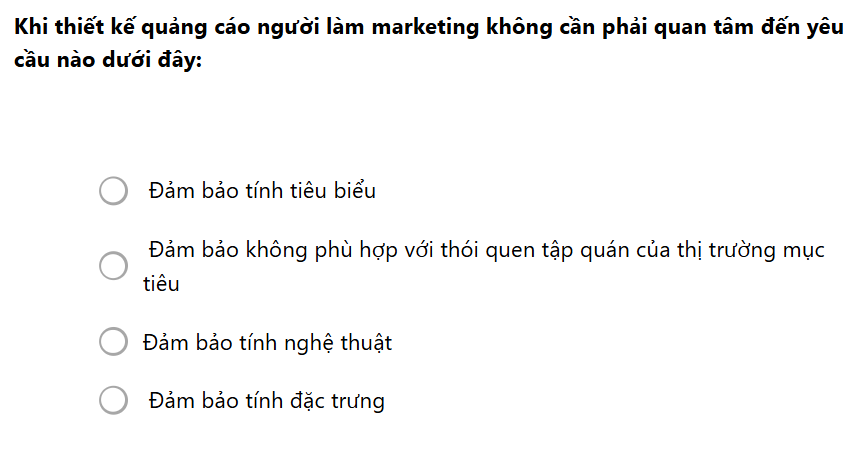 Khi thiết kế quảng cáo người làm marketing không cần phải quan tâm đến yêu
cầu nào dưới đây:
Đảm bảo tính tiêu biểu
Đảm bảo không phù hợp với thói quen tập quán của thị trường mục
tiêu
Đảm bảo tính nghệ thuật
Đảm bảo tính đặc trưng